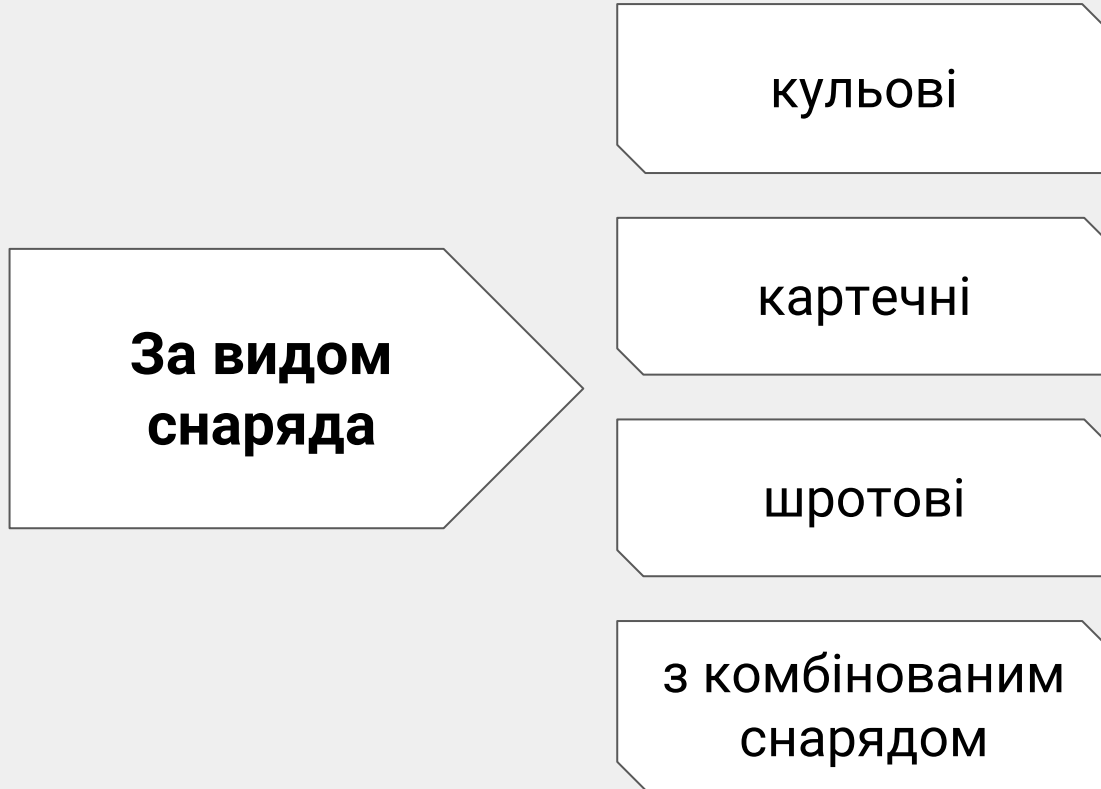 За видом
снаряда
кульові
картечні
шротові
з комбінованим
снарядом